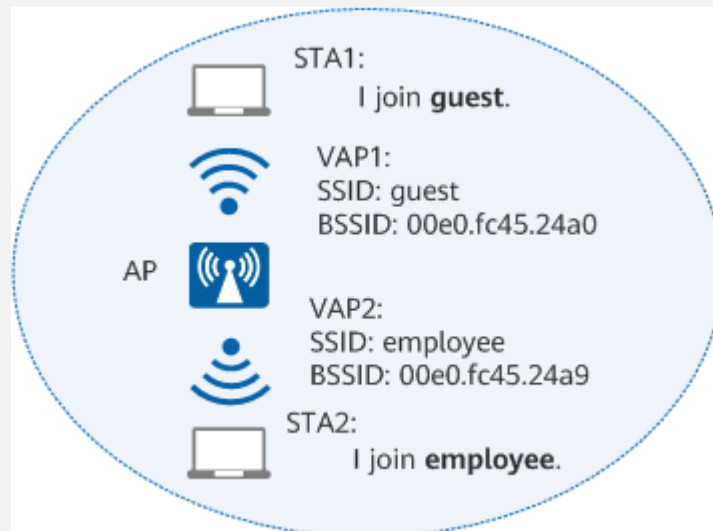 STA1:
I join guest.
VAP1:
SSID: guest
BSSID: 00e0.fc45.24a0
AP
VAP2:
SSID: employee
BSSID: 00e0.fc45.24a9
STA2:
I join employee.